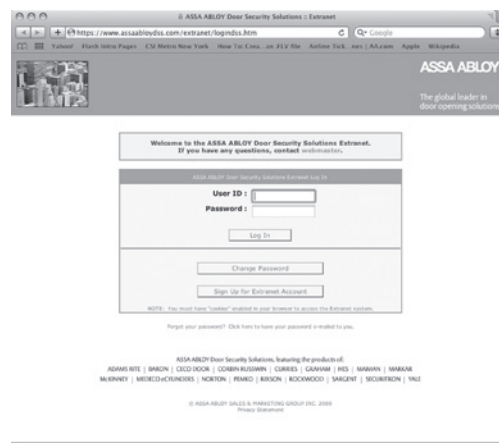 ASSA ABLOY Door Security Solutions :: Extranet
https://www.assaabloydss.com/extranet/logindss.htm
Google
Yahoo! Flash Intro Pages CSI Metro New York How To: Crea...an FLV file Airline Tick...nes | AA.com Apple Wikipedia
ASSA ABLOY
The global leader in
door opening solutions
Welcome to the ASSA ABLOY Door Security Solutions Extranet.
If you have any questions, contact webmaster.
ASSA ABLOY Door Security Solutions Extranet Log In
User ID :
Password :
Log In
Change Password
Sign Up for Extranet Account
NOTE: You must have "cookies" enabled in your browser to access the Extranet system.
Forgot your password? Click here to have your password e-mailed to you.
ASSA ABLOY Door Security Solutions, featuring the products of:
ADAMS RITE | BARON | CECO DOOR | CORBIN RUSSWIN | CURRIES | GRAHAM | HES | MAIMAN | MARKAR
McKINNEY | MEDECO eCYLINDERS | NORTON | PEMKO | RIXSON | ROCKWOOD | SARGENT | SECURITRON | YALE
© ASSA ABLOY SALES & MARKETING GROUP INC. 2009
Privacy Statement